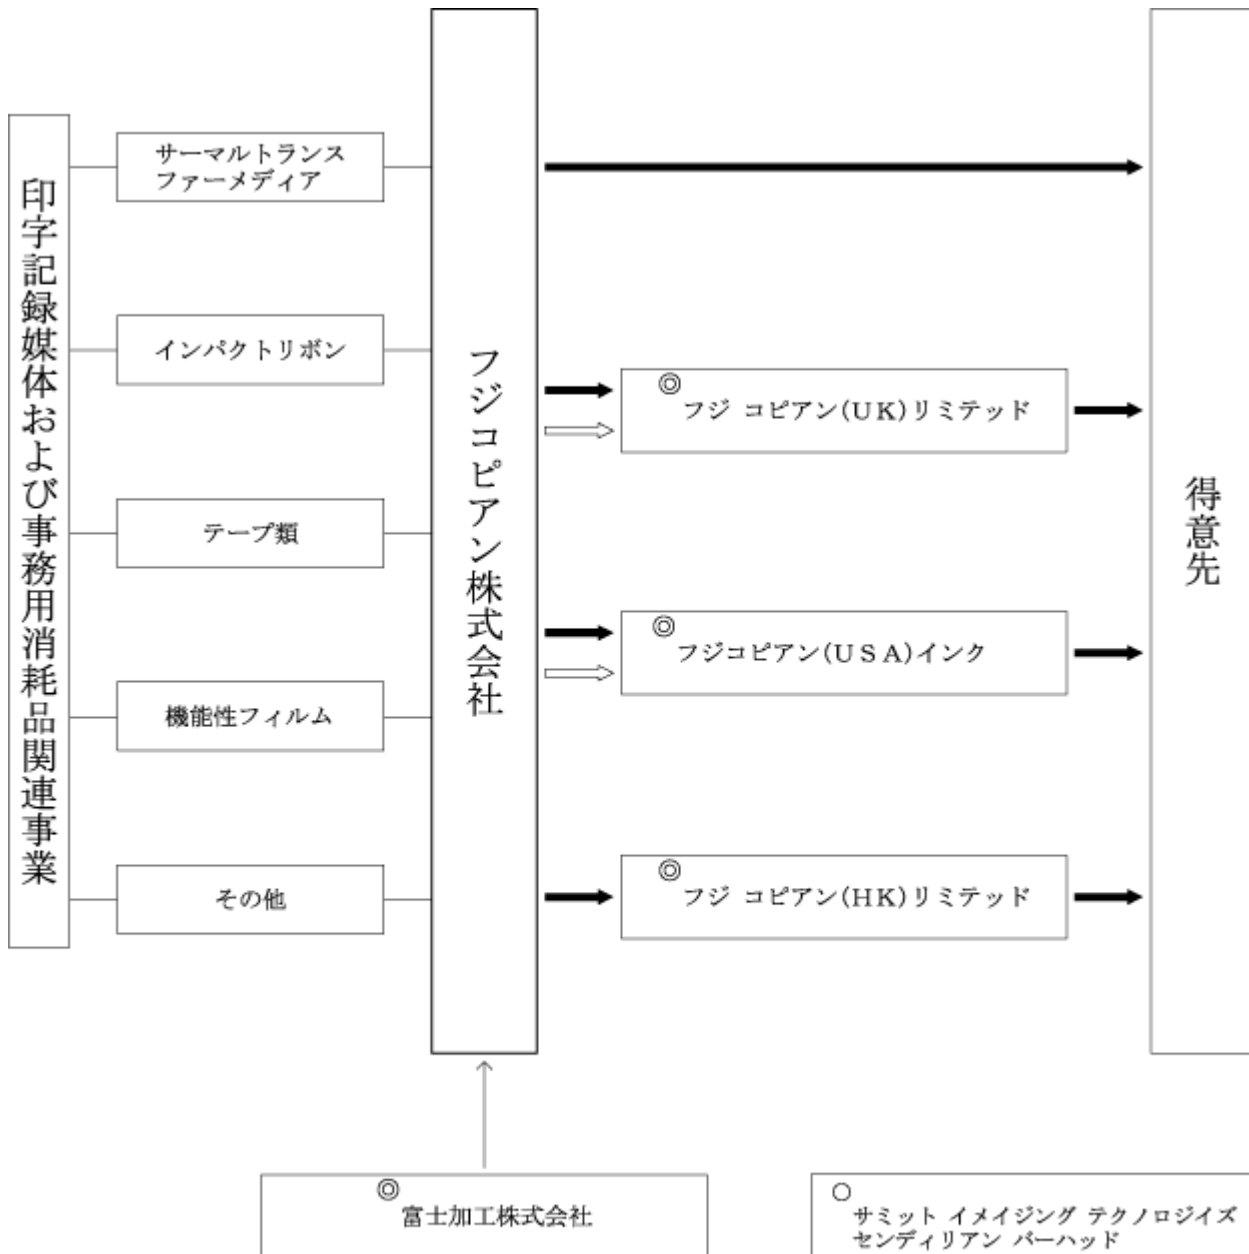 印字記録媒体および事務用消耗品関連事業
サーマルトランス
ファーメディア
インパクトリボン
テープ類
機能性フィルム
その他
フジコピアン株式会社
◎
フジ コピアン(UK)リミテッド
◎
フジコピアン(USA)インク
◎
フジ コピアン(HK)リミテッド
得意先
◎
富士加工株式会社
○
サミット イメイジング テクノロジイズ
センディリアン バーハッド